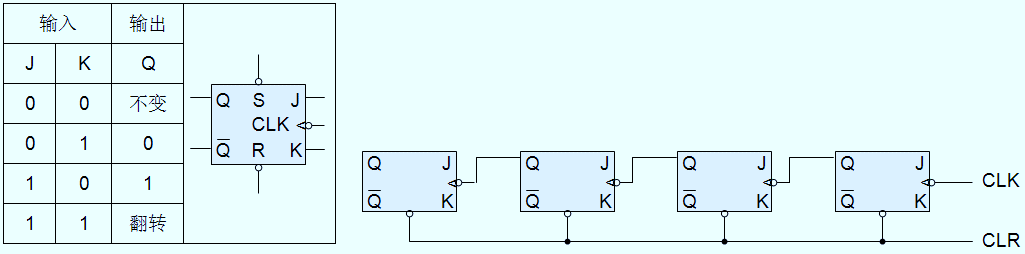 输入 输出
J K Q
0 0 不变
0 1 0
1 0 1
1 1 翻转
Q S J
CLK
Q̅ R K
Q J Q J Q J Q J
CLK
Q̅ K Q̅ K Q̅ K Q̅ K
CLR